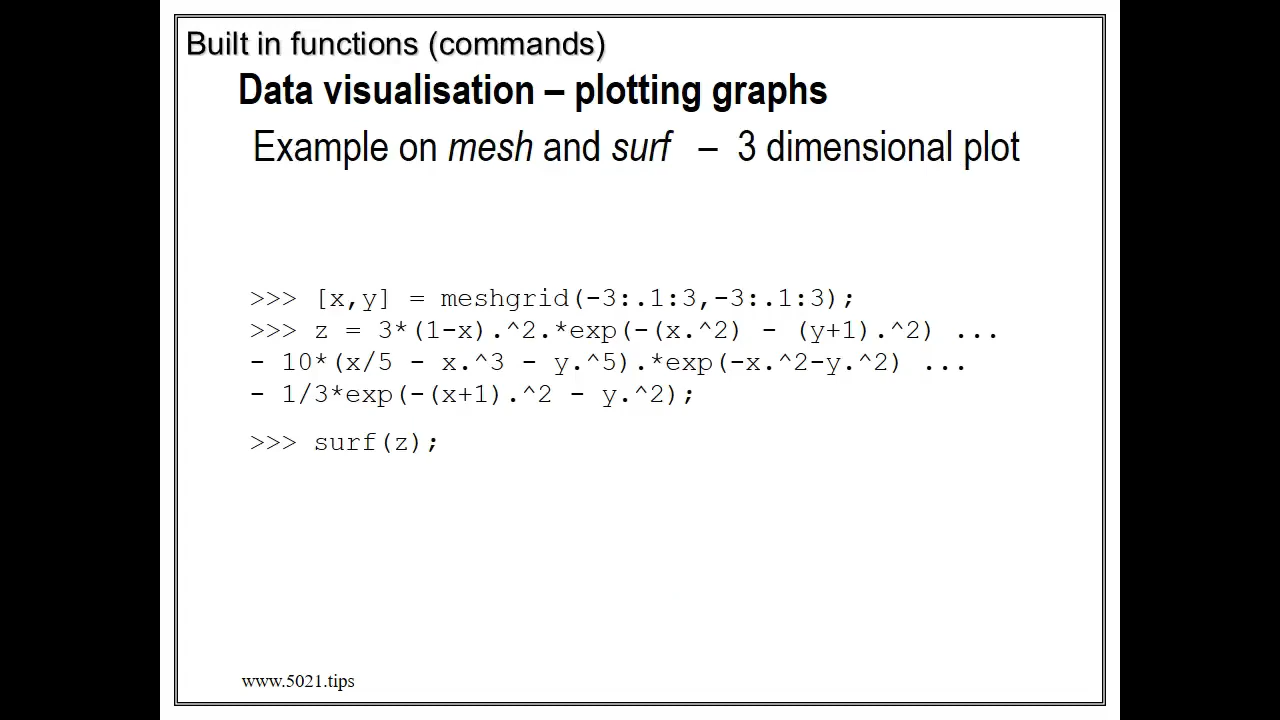 Built in functions (commands)
Data visualisation – plotting graphs
Example on mesh and surf – 3 dimensional plot
>>> [x,y] = meshgrid(-3:.1:3,-3:.1:3);
>>> z = 3*(1-x).^2.*exp(-(x.^2) - (y+1).^2) ...
- 10*(x/5 - x.^3 - y.^5).*exp(-x.^2-y.^2) ...
- 1/3*exp(-(x+1).^2 - y.^2);
>>> surf(z);
www.5021.tips